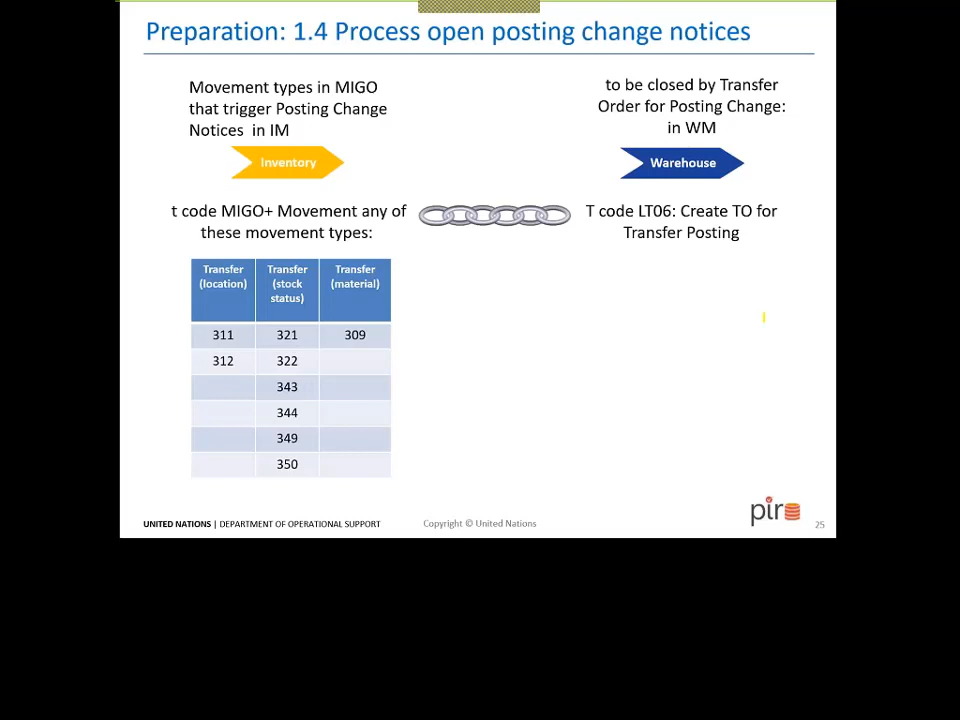 Preparation: 1.4 Process open posting change notices
Movement types in MIGO
that trigger Posting Change
Notices in IM
Inventory
to be closed by Transfer
Order for Posting Change:
in WM
Warehouse
t code MIGO+ Movement any of
these movement types:
T code LT06: Create TO for
Transfer Posting
Transfer (location) Transfer (stock status) Transfer (material)
311 321 309
312 322
343
344
349
350
UNITED NATIONS | DEPARTMENT OF OPERATIONAL SUPPORT
Copyright © United Nations
pir
25